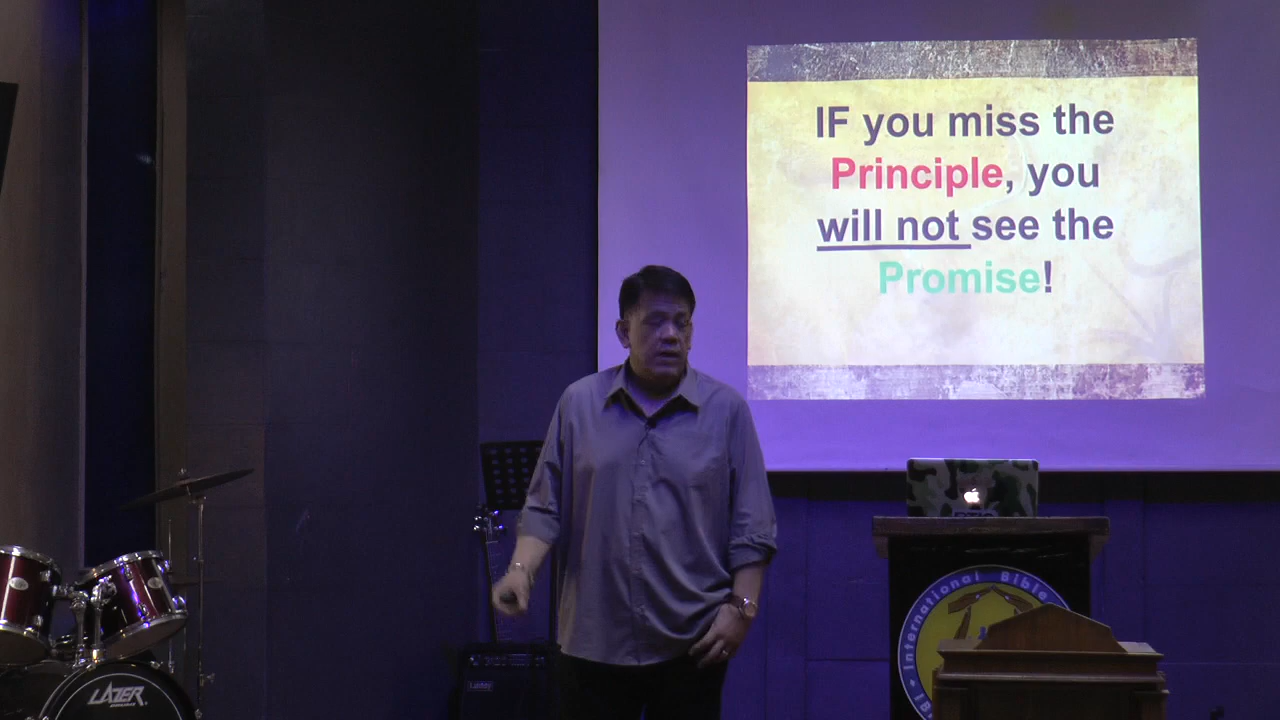 IF you miss the
Principle, you
will not see the
Promise!
International Bible
LAZER